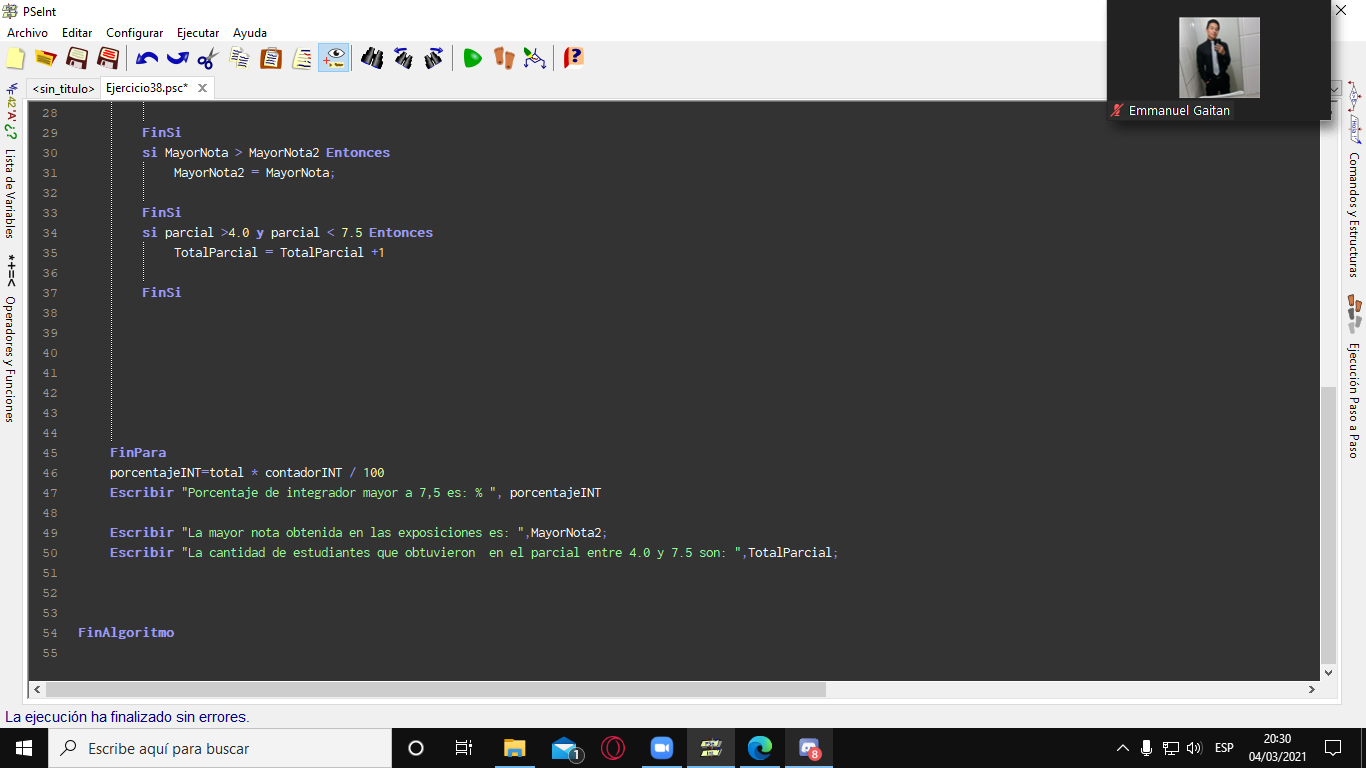 PSeInt
Archivo Editar Configurar Ejecutar Ayuda
<sin_titulo> Ejercicio38.psc*
Emmanuel Gaitan
42 'A' ¿?
Lista de Variables
*+=<
Operadores y Funciones
28
29 FinSi
30 si MayorNota > MayorNota2 Entonces
31 MayorNota2 = MayorNota;
32
33 FinSi
34 si parcial >4.0 y parcial < 7.5 Entonces
35 TotalParcial = TotalParcial +1
36
37 FinSi
38
39
40
41
42
43
44
45 FinPara
46 porcentajeINT=total * contadorINT / 100
47 Escribir "Porcentaje de integrador mayor a 7,5 es: % ", porcentajeINT
48
49 Escribir "La mayor nota obtenida en las exposiciones es: ",MayorNota2;
50 Escribir "La cantidad de estudiantes que obtuvieron  en el parcial entre 4.0 y 7.5 son: ",TotalParcial;
51
52
53
54 FinAlgoritmo
55
Comandos y Estructuras
Ejecución Paso a Paso
La ejecución ha finalizado sin errores.
Escribe aquí para buscar
1
8
ESP
20:30
04/03/2021